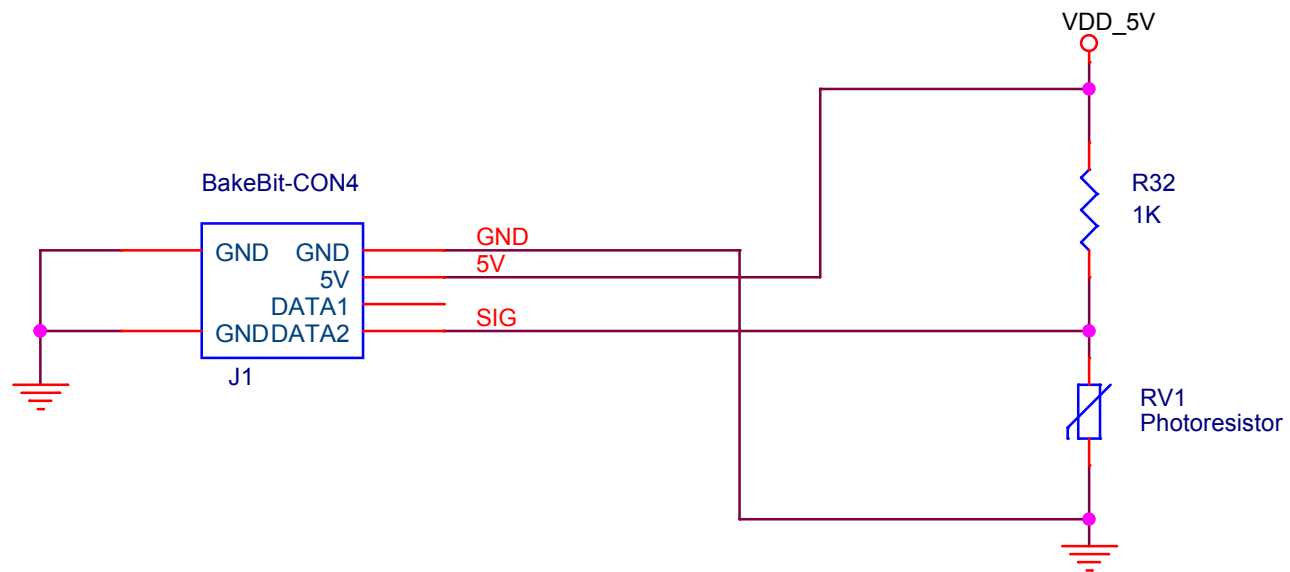 VDD_5V
BakeBit-CON4
R32
1K
GND GND
GND
5V
5V
DATA1
GND DATA2
SIG
J1
RV1
Photoresistor